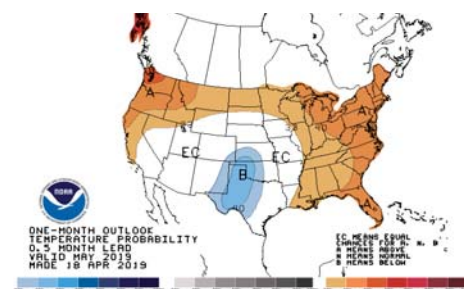 A
A
EC
EC
B
40
A
NOAA
ONE-MONTH OUTLOOK
TEMPERATURE PROBABILITY
0.5 MONTH LEAD
VALID MAY 2019
MADE 18 APR 2019
EC MEANS EQUAL
CHANCES FOR A, N, B
A MEANS ABOVE
N MEANS NORMAL
B MEANS BELOW